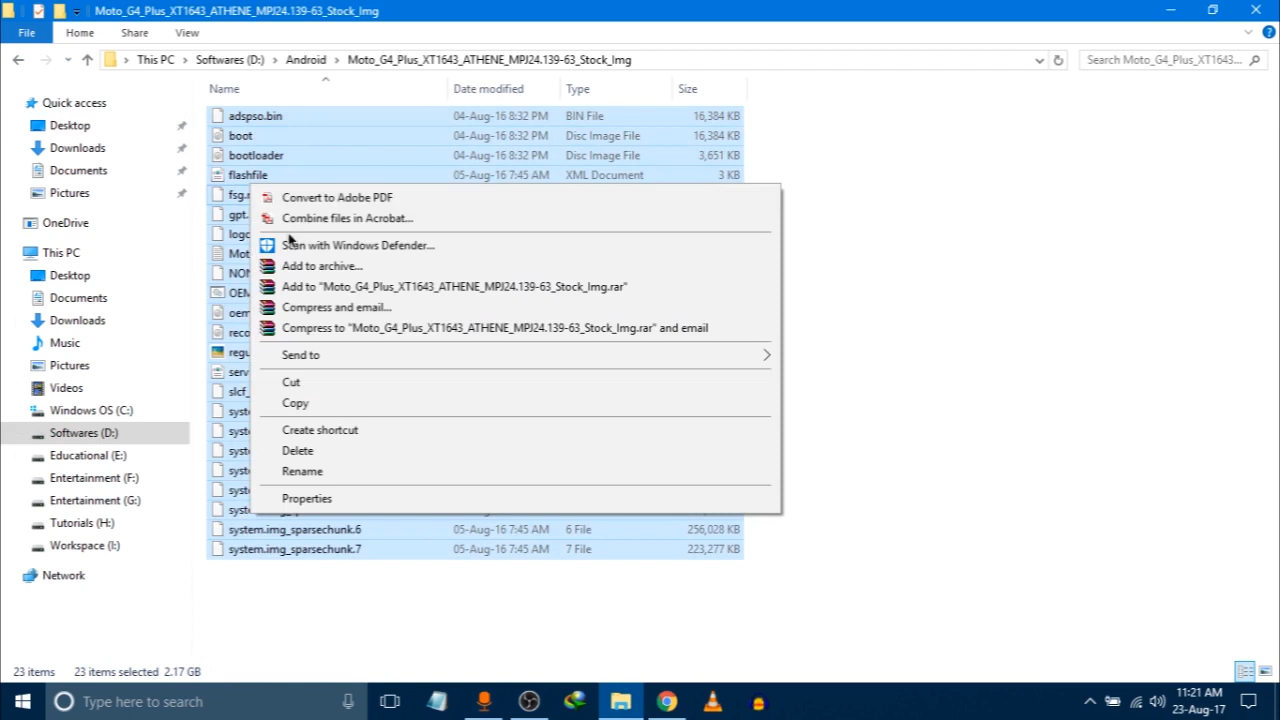 Moto_G4_Plus_XT1643_ATHENE_MPJ24.139-63_Stock_Img
File Home Share View
This PC Softwares (D:) Android Moto_G4_Plus_XT1643_ATHENE_MPJ24.139-63_Stock_Img
Search Moto_G4_Plus_XT1643...
Name Date modified Type Size
Quick access
Desktop
Downloads
Documents
Pictures
OneDrive
This PC
Desktop
Documents
Downloads
Music
Pictures
Videos
Windows OS (C:)
Softwares (D:)
Educational (E:)
Entertainment (F:)
Entertainment (G:)
Tutorials (H:)
Workspace (I:)
Network
adspso.bin 04-Aug-16 8:32 PM BIN File 16,384 KB
boot 04-Aug-16 8:32 PM Disc Image File 16,384 KB
bootloader 04-Aug-16 8:32 PM Disc Image File 3,651 KB
flashfile 05-Aug-16 7:45 AM XML Document 3 KB
gpt.
Mot
NON
OEM
oem
reco
regu
serv
slcf_
syste
syste
syste
syste
syste
system.img_sparsechunk.6 05-Aug-16 7:45 AM 6 File 256,028 KB
system.img_sparsechunk.7 05-Aug-16 7:45 AM 7 File 223,277 KB
Convert to Adobe PDF
Combine files in Acrobat...
Scan with Windows Defender...
Add to archive...
Add to "Moto_G4_Plus_XT1643_ATHENE_MPJ24.139-63_Stock_Img.rar"
Compress and email...
Compress to "Moto_G4_Plus_XT1643_ATHENE_MPJ24.139-63_Stock_Img.rar" and email
Send to
Cut
Copy
Create shortcut
Delete
Rename
Properties
23 items 23 items selected 2.17 GB
Type here to search
11:21 AM
23-Aug-17